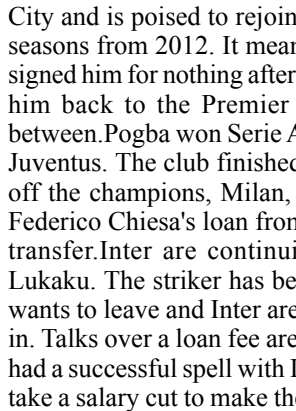 City and is poised to rejoin
seasons from 2012. It mean
signed him for nothing after
him back to the Premier
between.Pogba won Serie A
Juventus. The club finished
off the champions, Milan,
Federico Chiesa's loan from
transfer.Inter are continui
Lukaku. The striker has be
wants to leave and Inter are
in. Talks over a loan fee are
had a successful spell with I
take a salary cut to make the